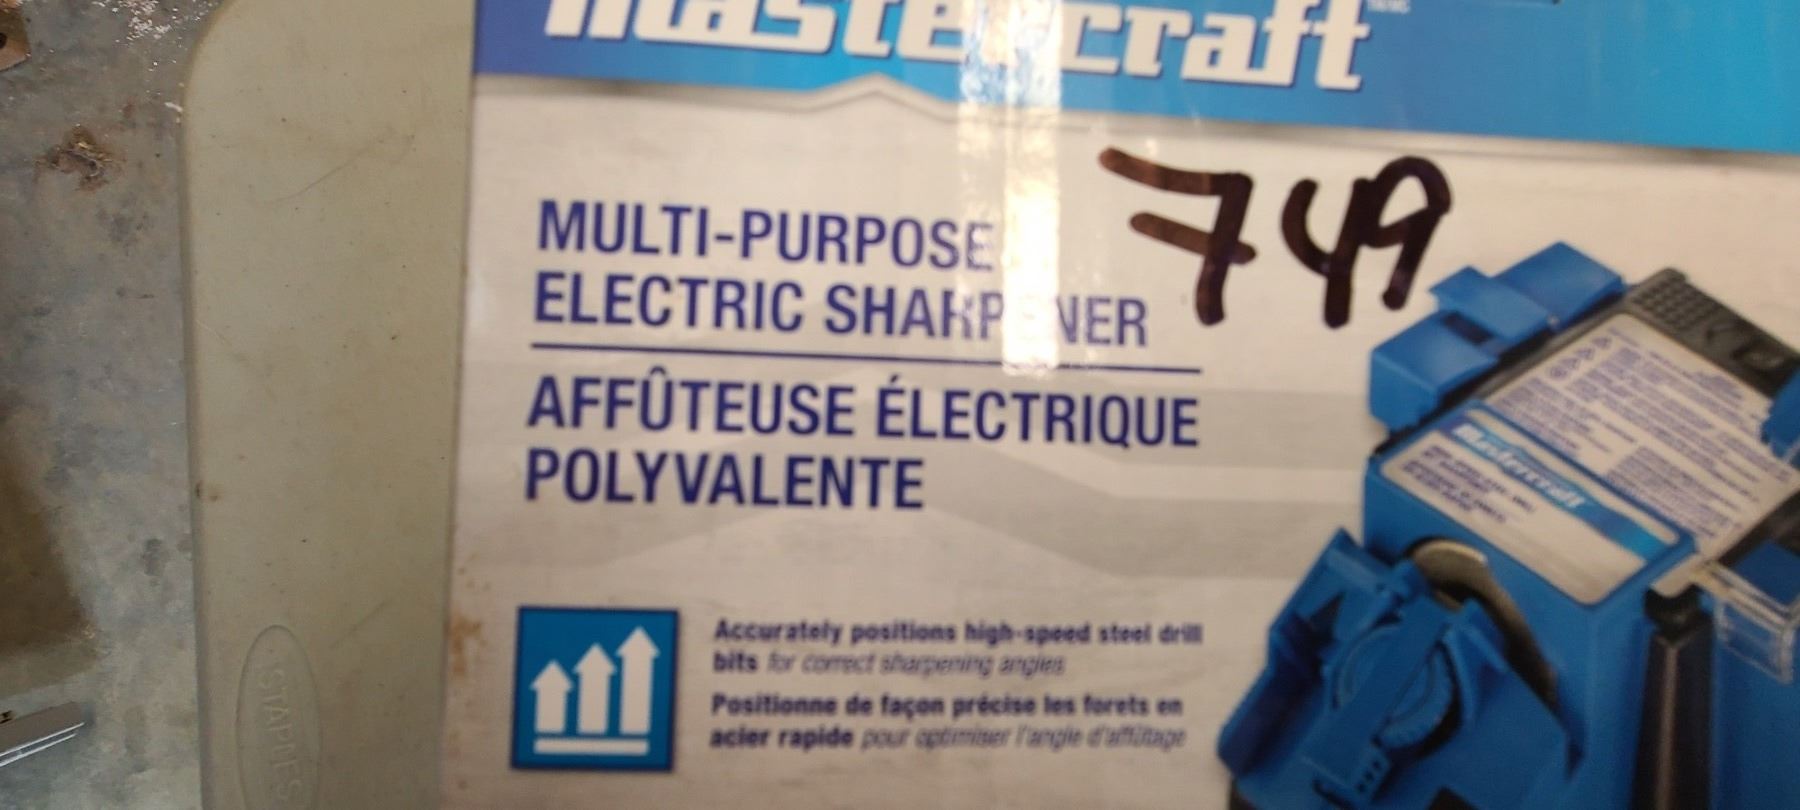 mastercraft
749
MULTI-PURPOSE
ELECTRIC SHARPENER
AFFÛTEUSE ÉLECTRIQUE
POLYVALENTE
Accurately positions high-speed steel drill
bits for correct sharpening angles
Positionne de façon précise les forets en
acier rapide pour optimiser l'angle d'affûtage
Mastercraft
STAPLES